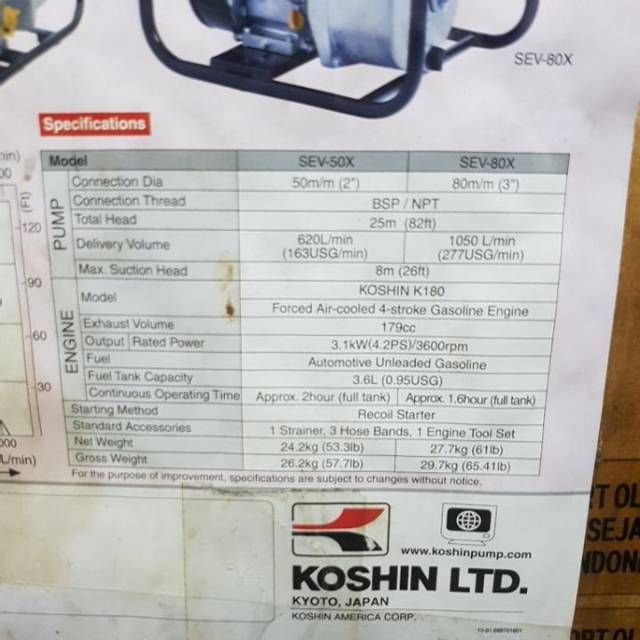 SEV-80X
Specifications
Model SEV-50X SEV-80X
PUMP
Connection Dia 50m/m (2") 80m/m (3")
Connection Thread BSP / NPT
Total Head 25m (82ft)
Delivery Volume 620L/min (163USG/min) 1050 L/min (277USG/min)
Max. Suction Head 8m (26ft)
ENGINE
Model KOSHIN K180
Forced Air-cooled 4-stroke Gasoline Engine
Exhaust Volume 179cc
Output Rated Power 3.1kW(4.2PS)/3600rpm
Fuel Automotive Unleaded Gasoline
Fuel Tank Capacity 3.6L (0.95USG)
Continuous Operating Time Approx. 2hour (full tank) Approx. 1.6hour (full tank)
Starting Method Recoil Starter
Standard Accessories 1 Strainer, 3 Hose Bands, 1 Engine Tool Set
Net Weight 24.2kg (53.3lb) 27.7kg (61lb)
Gross Weight 26.2kg (57.7lb) 29.7kg (65.41lb)
For the purpose of improvement, specifications are subject to changes without notice.
(Ft)
120
90
60
30
www.koshinpump.com
KOSHIN LTD.
KYOTO, JAPAN
KOSHIN AMERICA CORP.
RT OL
SEJA
NDON